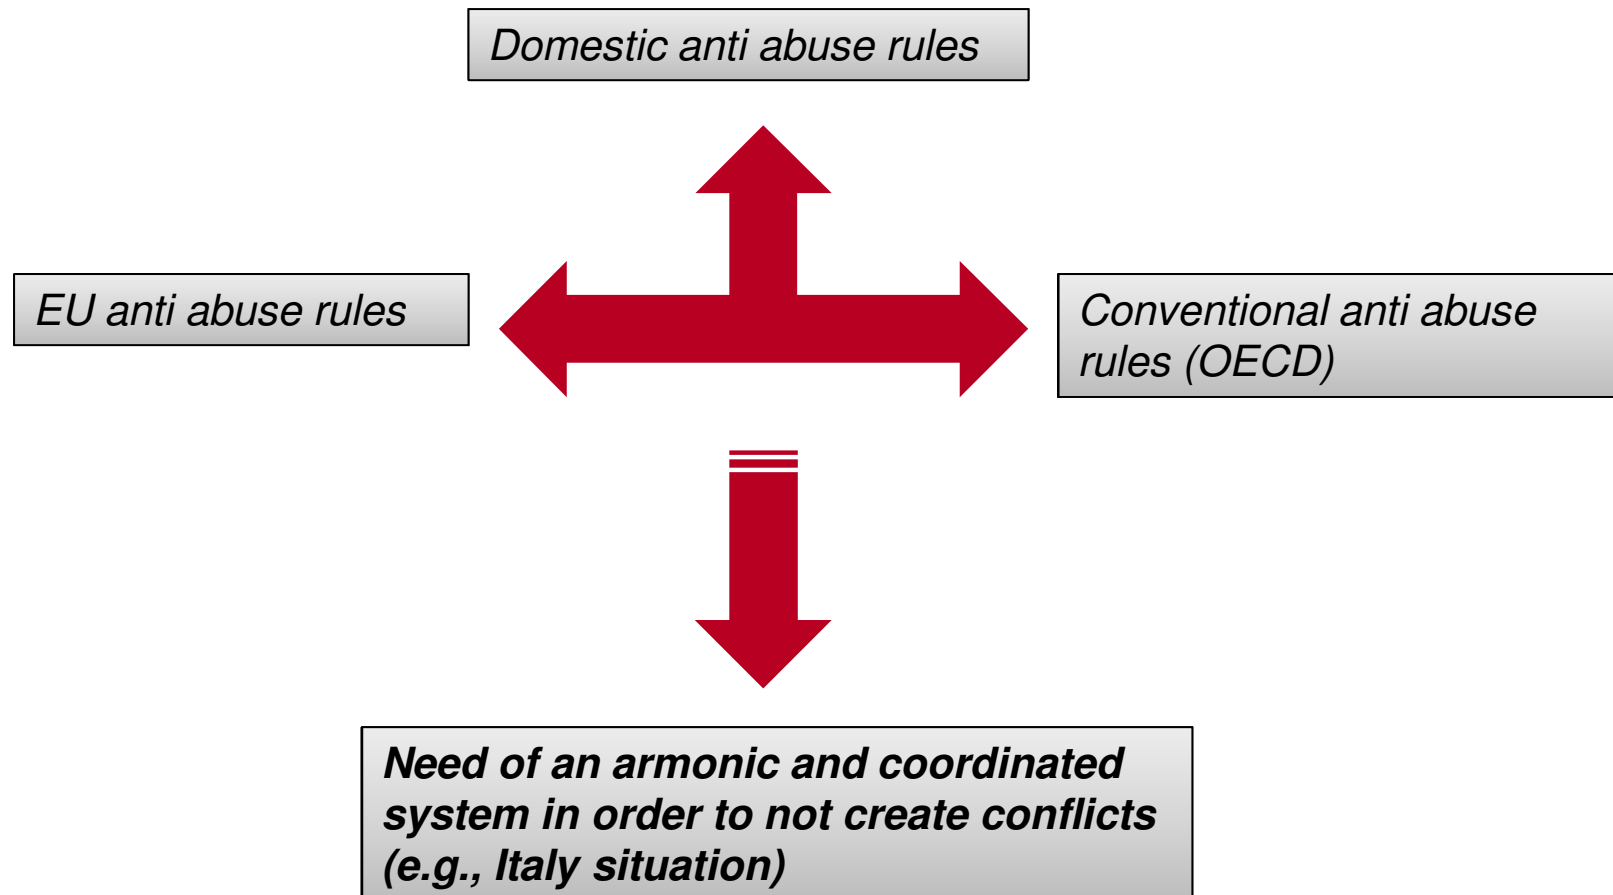 Domestic anti abuse rules
EU anti abuse rules
Conventional anti abuse
rules (OECD)
Need of an armonic and coordinated
system in order to not create conflicts
(e.g., Italy situation)